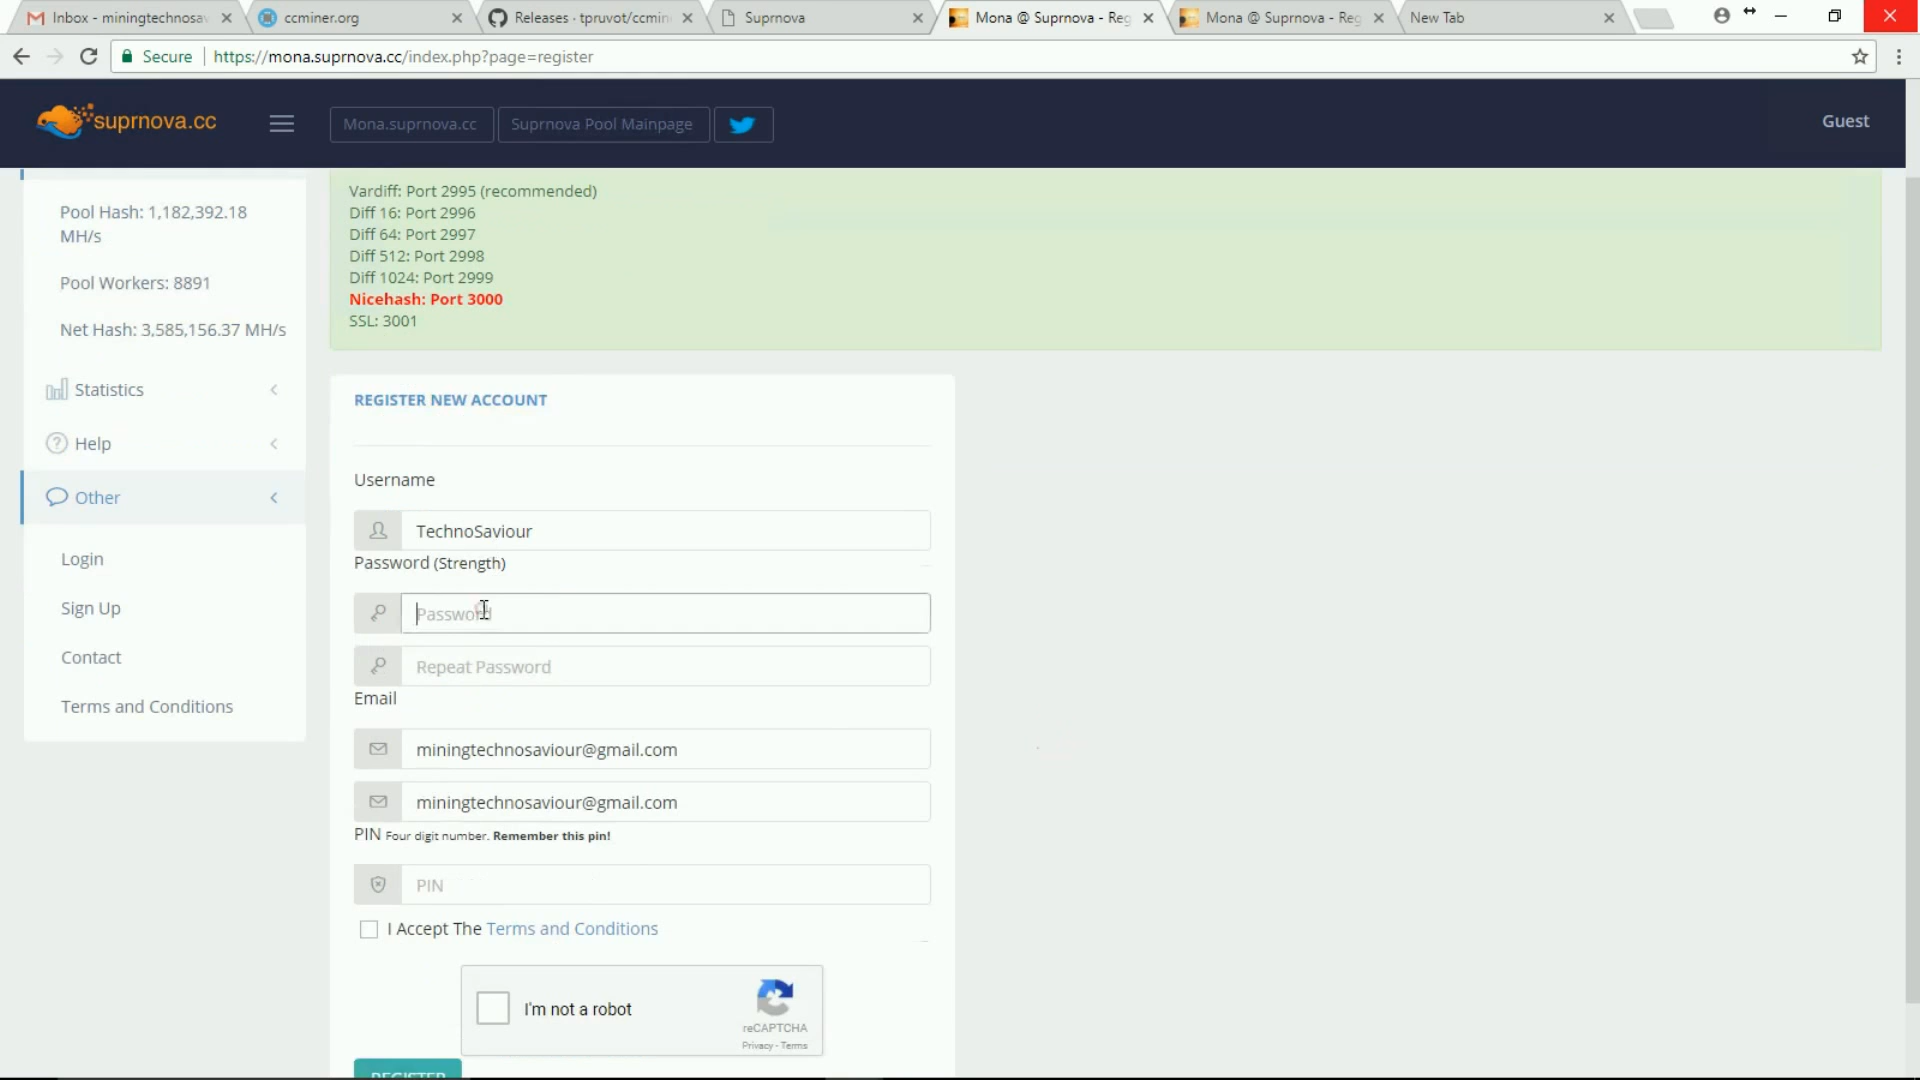 Inbox - miningtechnosav
ccminer.org
Releases · tpruvot/ccmin
Suprnova
Mona @ Suprnova - Reg
Mona @ Suprnova - Reg
New Tab
Secure
https://mona.suprnova.cc/index.php?page=register
suprnova.cc
Mona.suprnova.cc
Suprnova Pool Mainpage
Guest
Pool Hash: 1,182,392.18
MH/s
Pool Workers: 8891
Net Hash: 3,585,156.37 MH/s
Statistics
Help
Other
Login
Sign Up
Contact
Terms and Conditions
Vardiff: Port 2995 (recommended)
Diff 16: Port 2996
Diff 64: Port 2997
Diff 512: Port 2998
Diff 1024: Port 2999
Nicehash: Port 3000
SSL: 3001
REGISTER NEW ACCOUNT
Username
TechnoSaviour
Password (Strength)
Password
Repeat Password
Email
miningtechnosaviour@gmail.com
miningtechnosaviour@gmail.com
PIN Four digit number. Remember this pin!
PIN
I Accept The Terms and Conditions
I'm not a robot
reCAPTCHA
Privacy - Terms
REGISTER